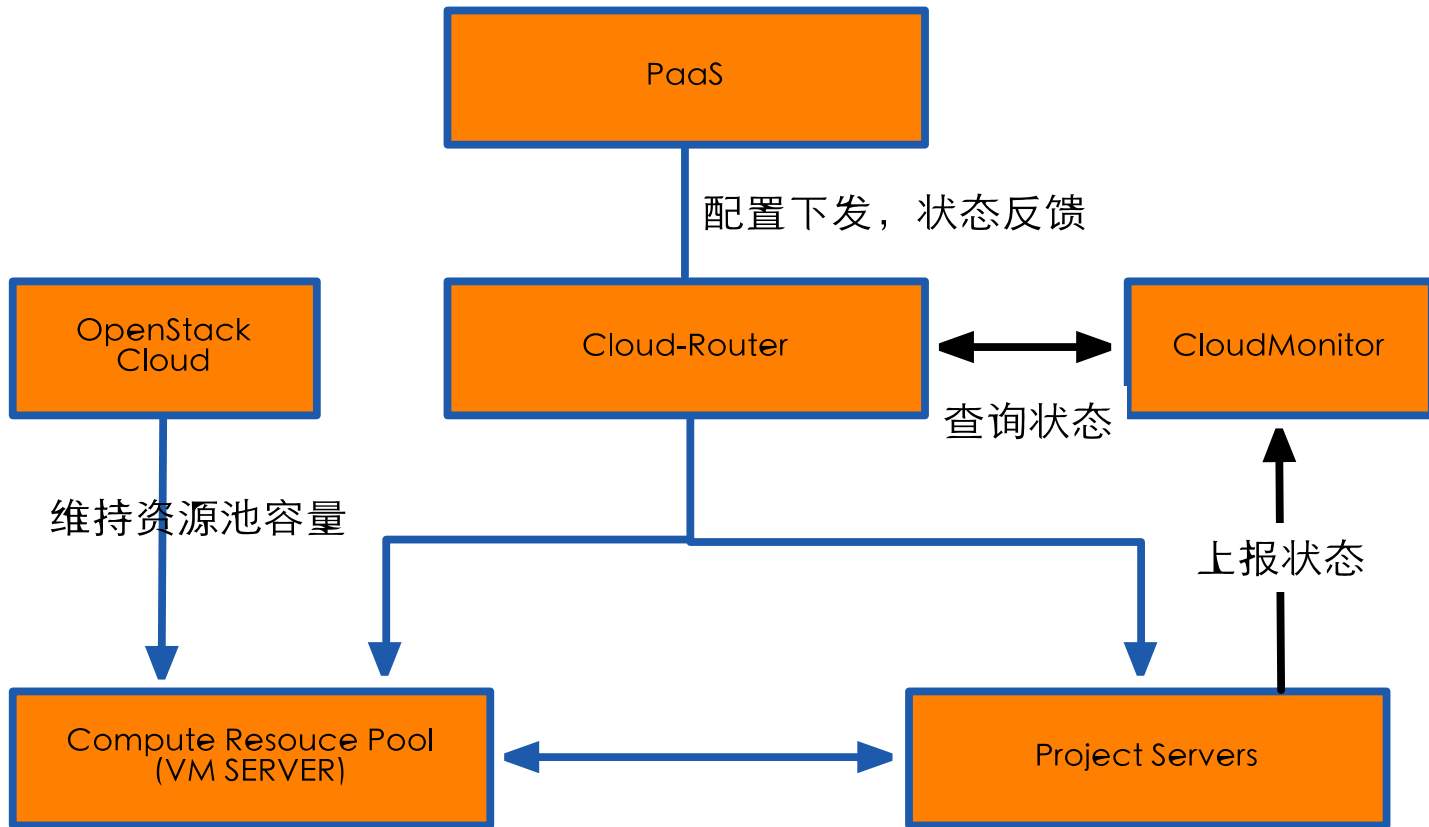 PaaS
配置下发，状态反馈
OpenStack
Cloud
Cloud-Router
CloudMonitor
查询状态
维持资源池容量
上报状态
Compute Resouce Pool
(VM SERVER)
Project Servers